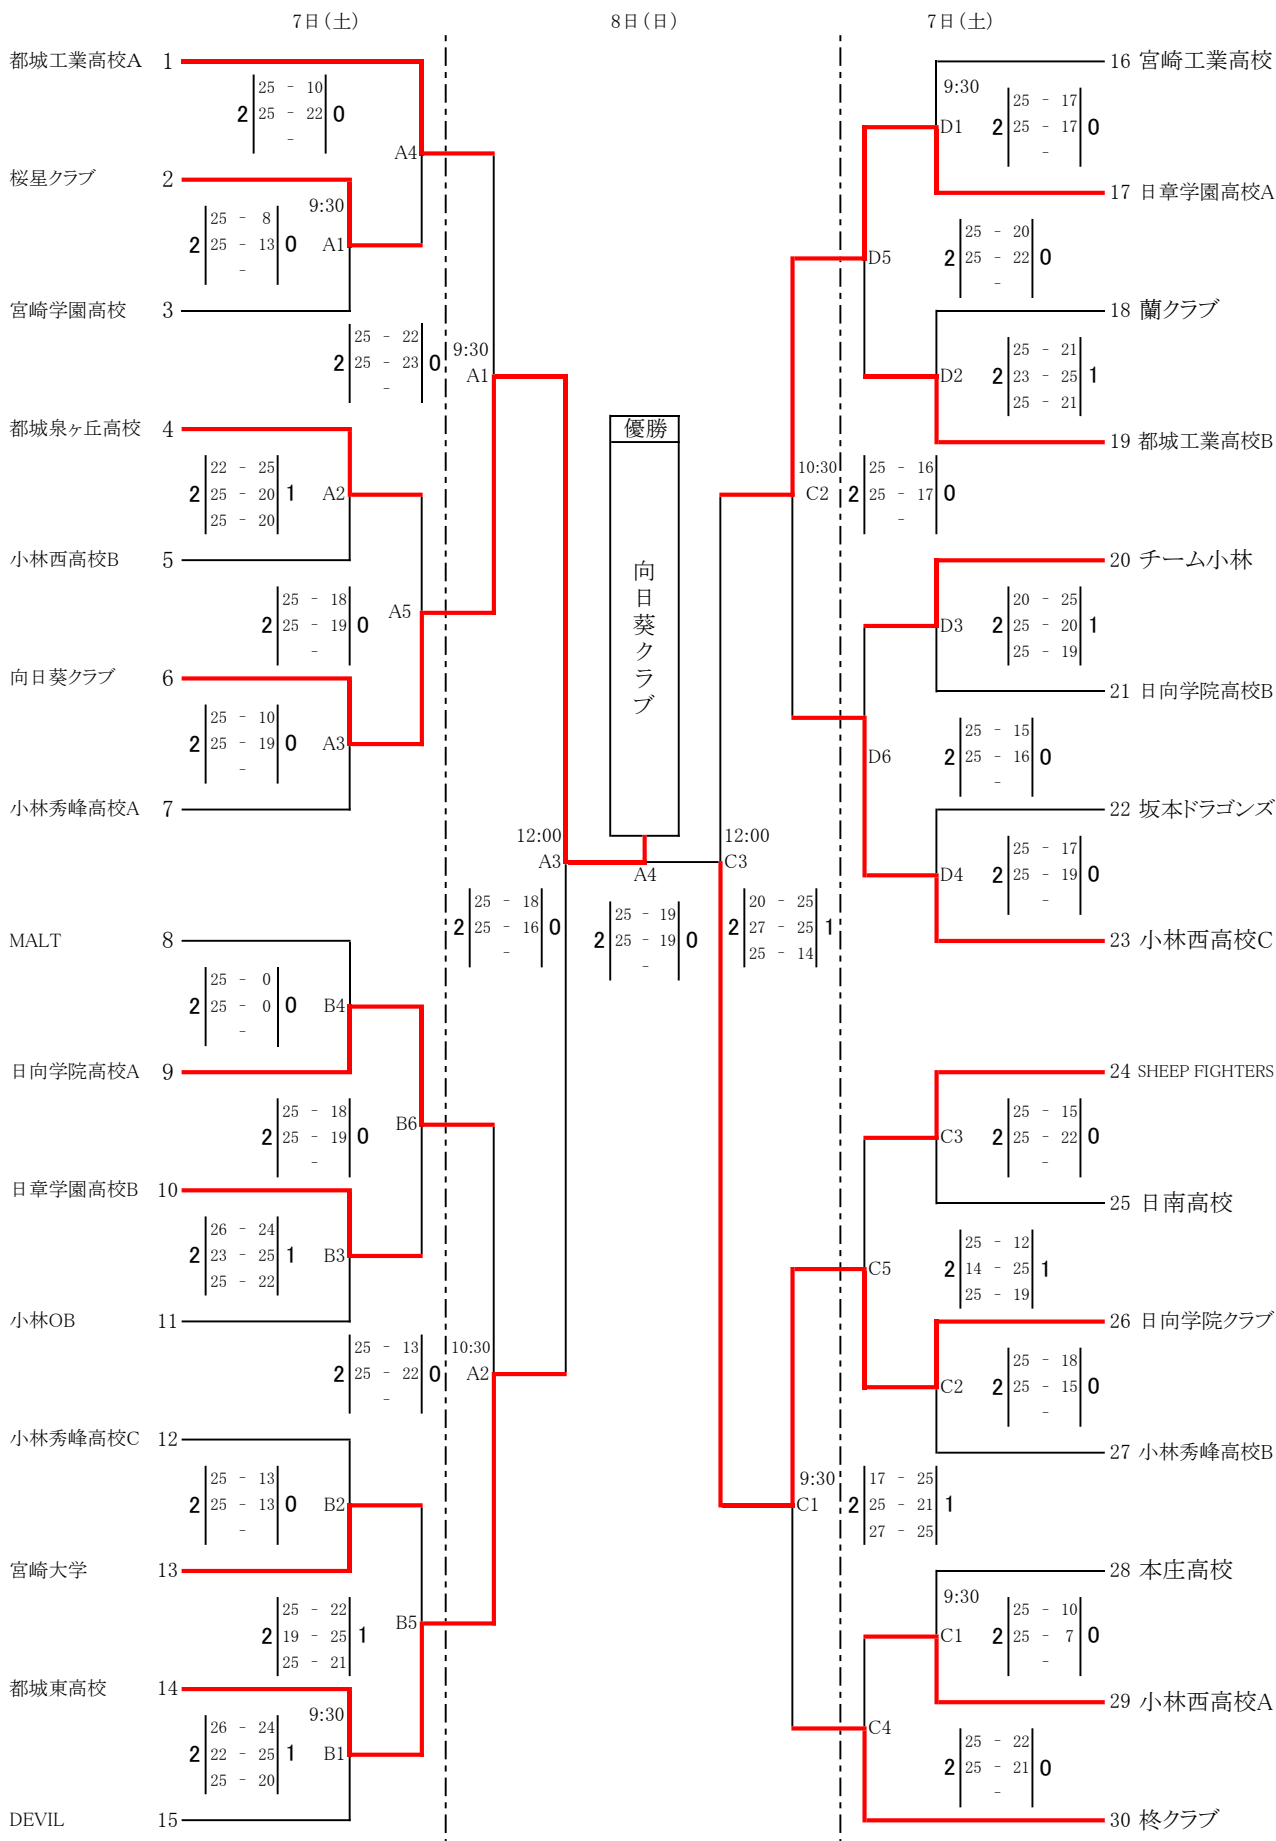 7日(土)
8日(日)
7日(土)
都城工業高校A 1
25 - 10
2 25 - 22 0
-
A4
桜星クラブ 2
9:30
25 - 8
2 25 - 13 0 A1
-
宮崎学園高校 3
25 - 22
2 25 - 23 0
-
9:30
A1
都城泉ヶ丘高校 4
22 - 25
2 25 - 20 1 A2
25 - 20
小林西高校B 5
25 - 18
2 25 - 19 0 A5
-
向日葵クラブ 6
25 - 10
2 25 - 19 0 A3
-
小林秀峰高校A 7
12:00
A3
25 - 18
2 25 - 16 0
-
MALT 8
25 - 0
2 25 - 0 0 B4
-
日向学院高校A 9
25 - 18
2 25 - 19 0 B6
-
日章学園高校B 10
26 - 24
2 23 - 25 1 B3
25 - 22
小林OB 11
25 - 13
2 25 - 22 0
-
10:30
A2
小林秀峰高校C 12
25 - 13
2 25 - 13 0 B2
-
宮崎大学 13
25 - 22
2 19 - 25 1 B5
25 - 21
都城東高校 14
9:30
26 - 24
2 22 - 25 1 B1
25 - 20
DEVIL 15
優勝
向日葵クラブ
A4
25 - 19
2 25 - 19 0
-
12:00
C3
20 - 25
2 27 - 25 1
25 - 14
16 宮崎工業高校
9:30
25 - 17
D1 2 25 - 17 0
-
17 日章学園高校A
25 - 20
D5 2 25 - 22 0
-
18 蘭クラブ
25 - 21
D2 2 23 - 25 1
25 - 21
19 都城工業高校B
10:30
C2
25 - 16
2 25 - 17 0
-
20 チーム小林
20 - 25
D3 2 25 - 20 1
25 - 19
21 日向学院高校B
25 - 15
D6 2 25 - 16 0
-
22 坂本ドラゴンズ
25 - 17
D4 2 25 - 19 0
-
23 小林西高校C
24 SHEEP FIGHTERS
25 - 15
C3 2 25 - 22 0
-
25 日南高校
25 - 12
C5 2 14 - 25 1
25 - 19
26 日向学院クラブ
25 - 18
C2 2 25 - 15 0
-
27 小林秀峰高校B
9:30
C1
17 - 25
2 25 - 21 1
27 - 25
28 本庄高校
9:30
25 - 10
C1 2 25 - 7 0
-
29 小林西高校A
25 - 22
C4 2 25 - 21 0
-
30 柊クラブ